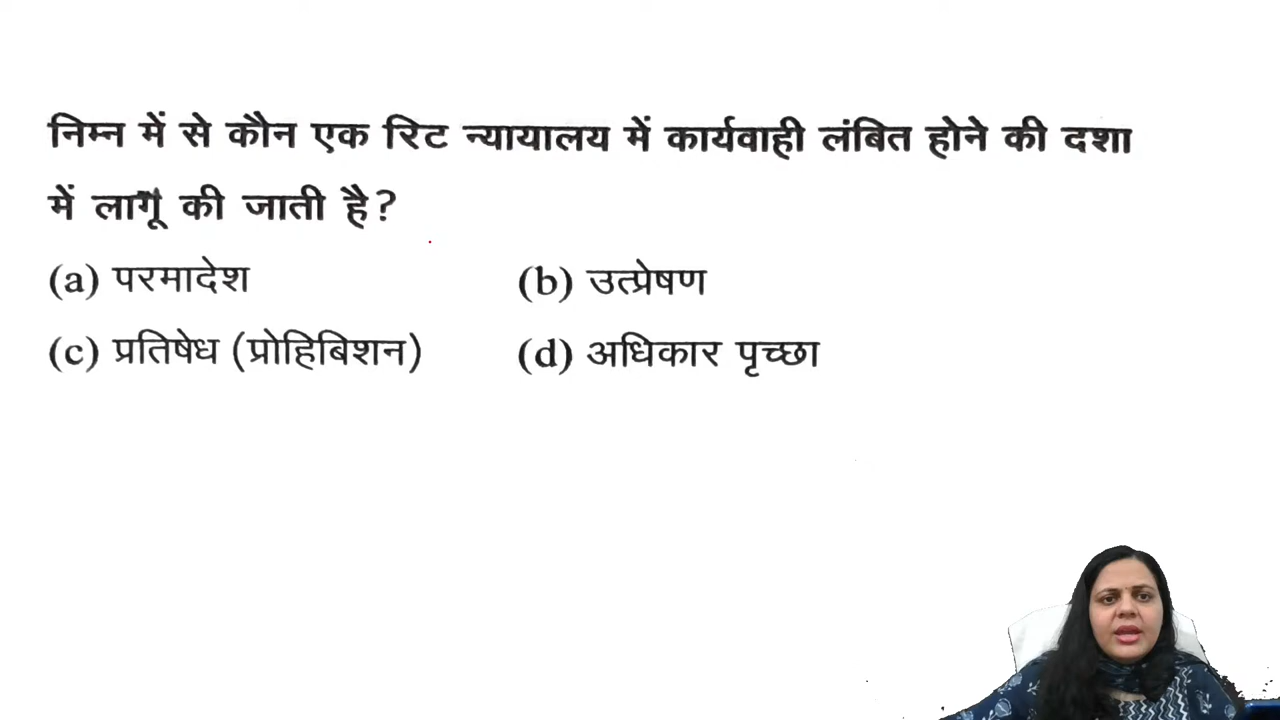 निम्न में से कौन एक रिट न्यायालय में कार्यवाही लंबित होने की दशा
में लागू की जाती है?
(a) परमादेश (b) उत्प्रेषण
(c) प्रतिषेध (प्रोहिबिशन) (d) अधिकार पृच्छा